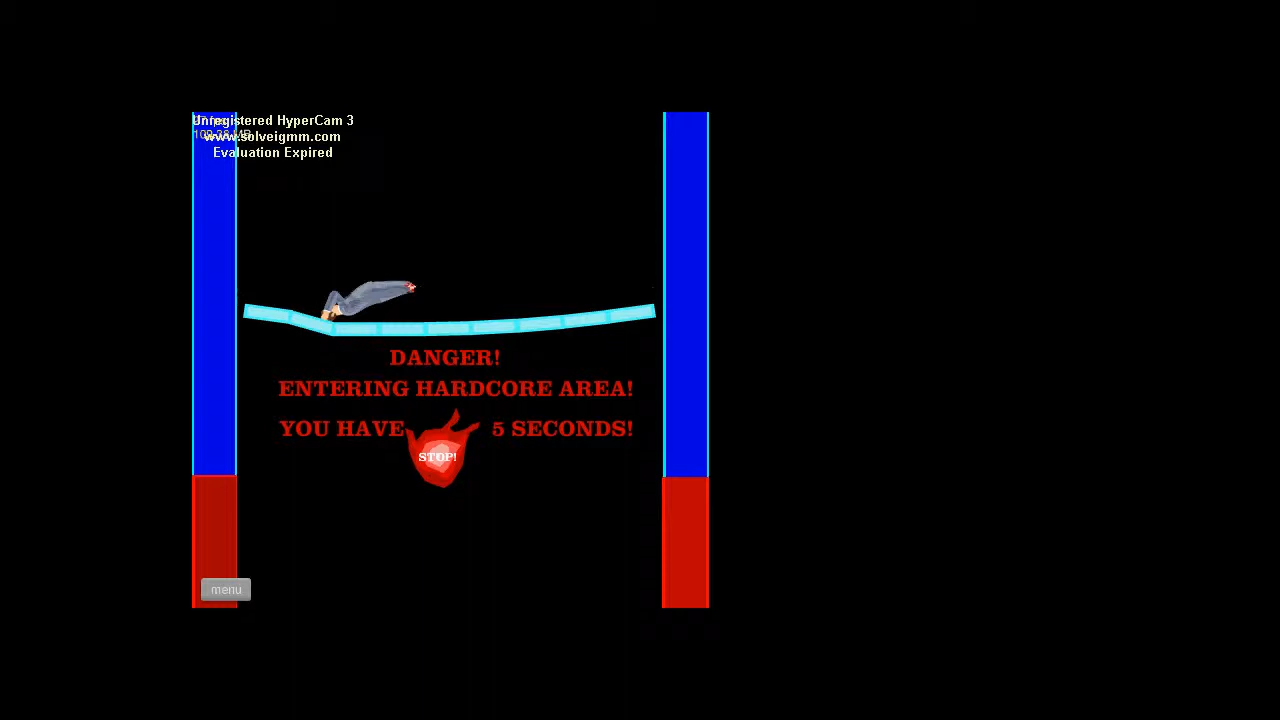 Unregistered HyperCam 3
www.solveigmm.com
Evaluation Expired
DANGER!
ENTERING HARDCORE AREA!
YOU HAVE 5 SECONDS!
STOP!
menu